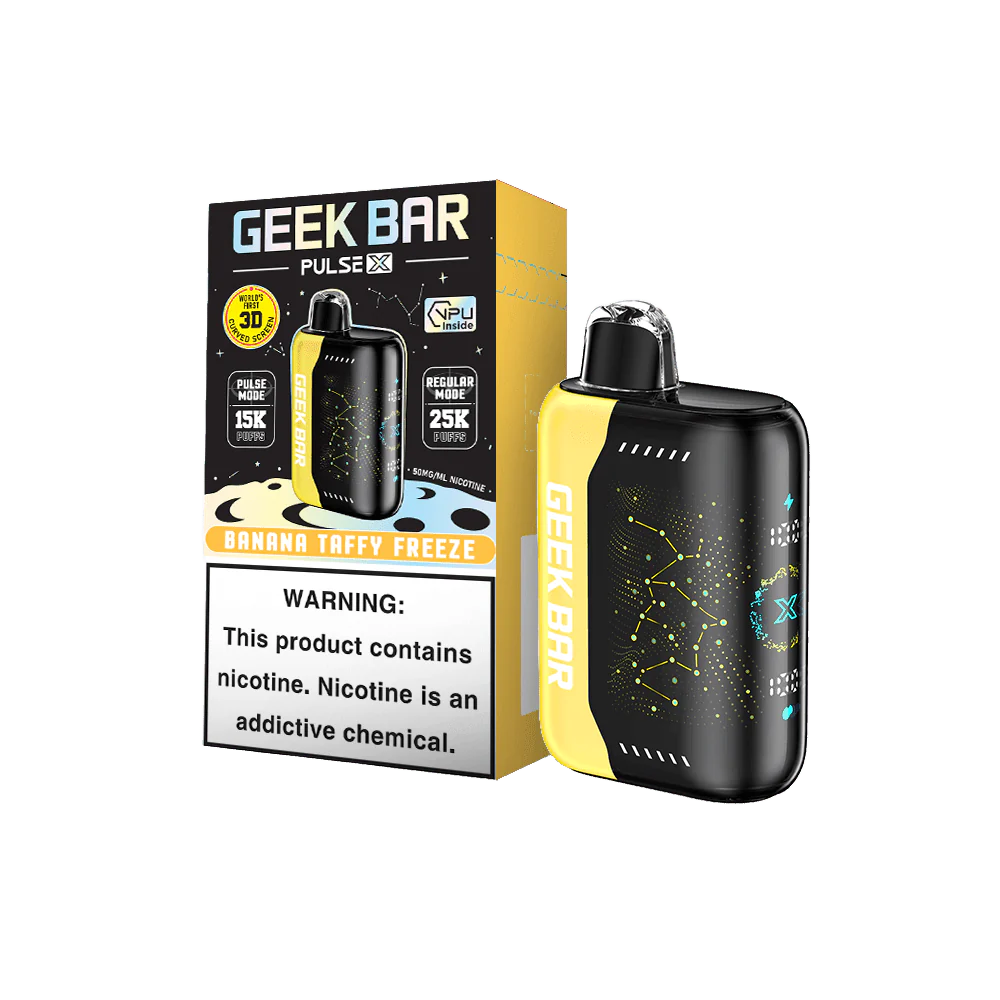 GEEK BAR
PULSE X
WORLD'S
FIRST
3D
CURVED SCREEN
VPU
Inside
PULSE
MODE
15K
PUFFS
REGULAR
MODE
25K
PUFFS
GEEK BAR
50MG/ML NICOTINE
BANANA TAFFY FREEZE
WARNING:
This product contains
nicotine. Nicotine is an
addictive chemical.
GEEK BAR
100
X
100